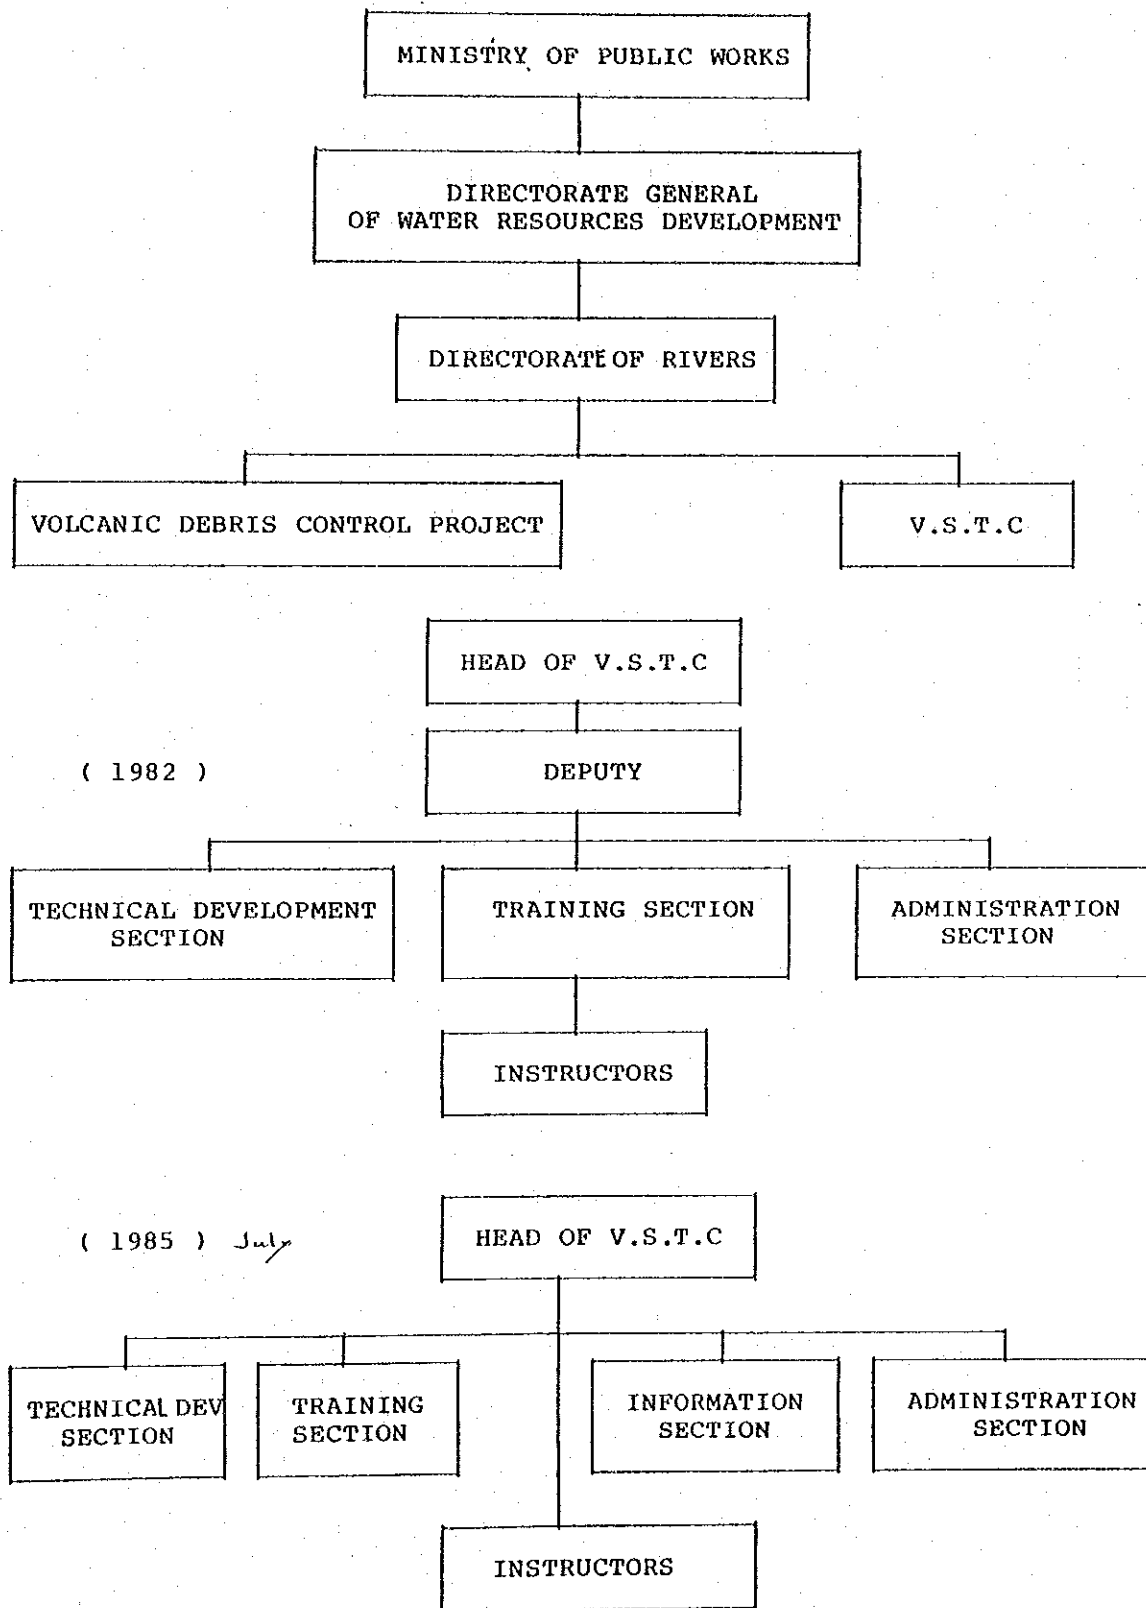 MINISTRY OF PUBLIC WORKS
DIRECTORATE GENERAL
OF WATER RESOURCES DEVELOPMENT
DIRECTORATE OF RIVERS
VOLCANIC DEBRIS CONTROL PROJECT
V.S.T.C
HEAD OF V.S.T.C
( 1982 )
DEPUTY
TECHNICAL DEVELOPMENT
SECTION
TRAINING SECTION
ADMINISTRATION
SECTION
INSTRUCTORS
( 1985 ) July
HEAD OF V.S.T.C
TECHNICAL DEV
SECTION
TRAINING
SECTION
INFORMATION
SECTION
ADMINISTRATION
SECTION
INSTRUCTORS